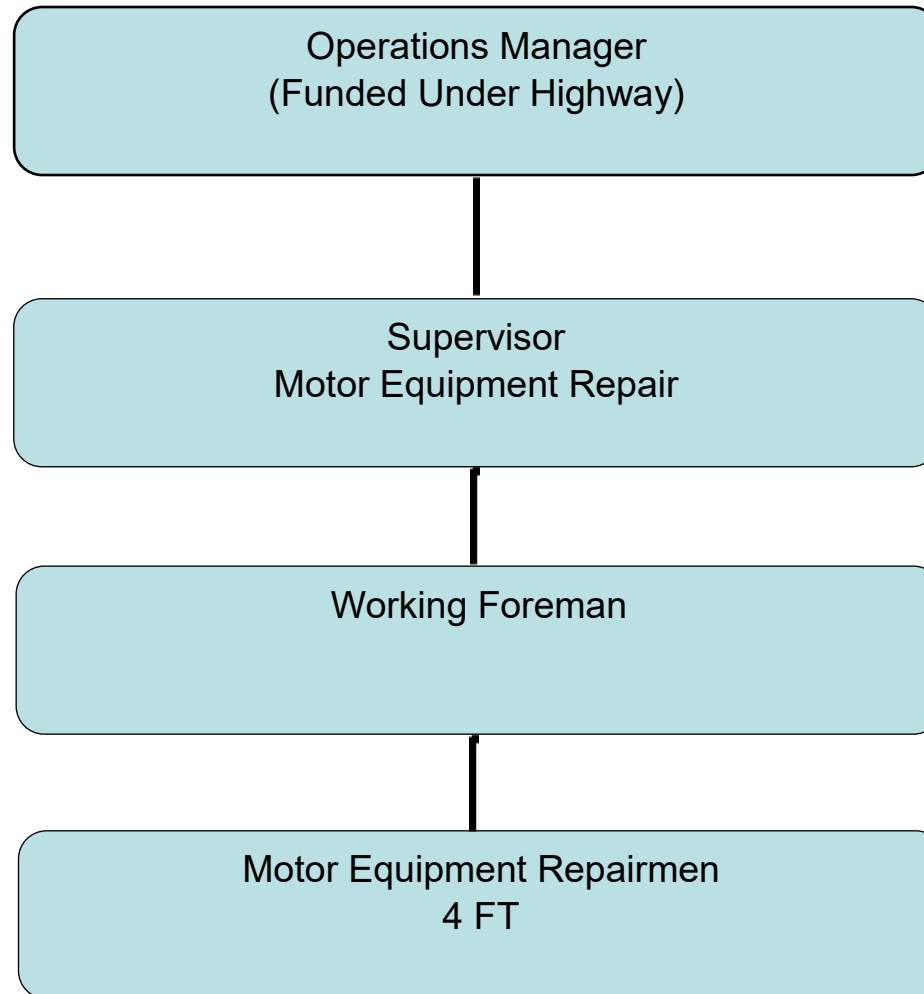 Operations Manager
(Funded Under Highway)
Supervisor
Motor Equipment Repair
Working Foreman
Motor Equipment Repairmen
4 FT